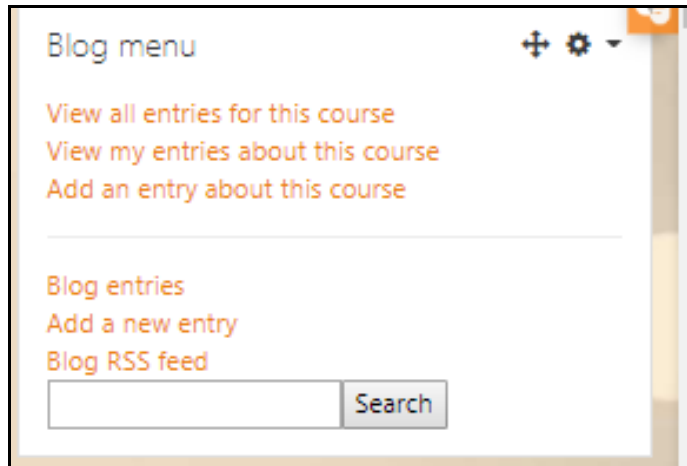 Blog menu
View all entries for this course
View my entries about this course
Add an entry about this course
Blog entries
Add a new entry
Blog RSS feed
Search